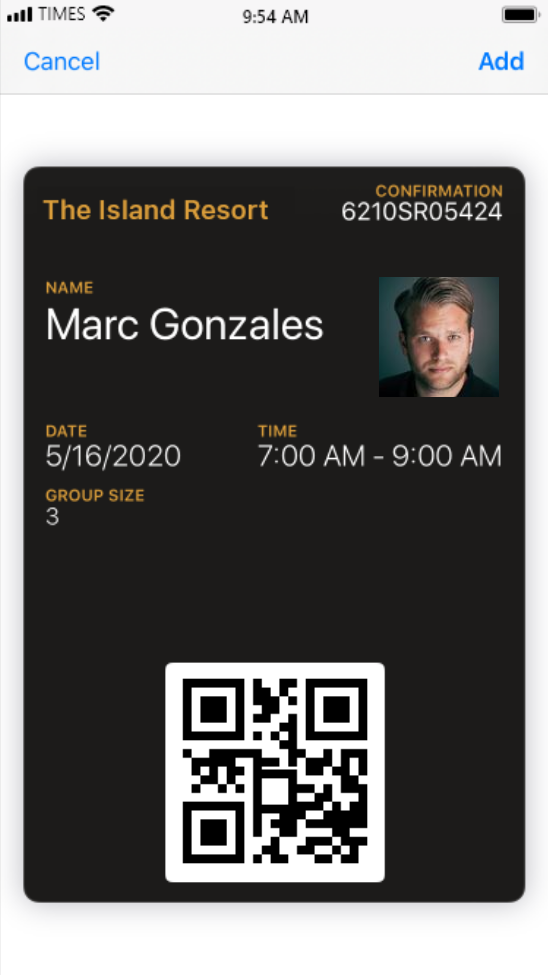 TIMES 9:54 AM
Cancel Add
CONFIRMATION
The Island Resort 6210SR05424
NAME
Marc Gonzales
DATE TIME
5/16/2020 7:00 AM - 9:00 AM
GROUP SIZE
3